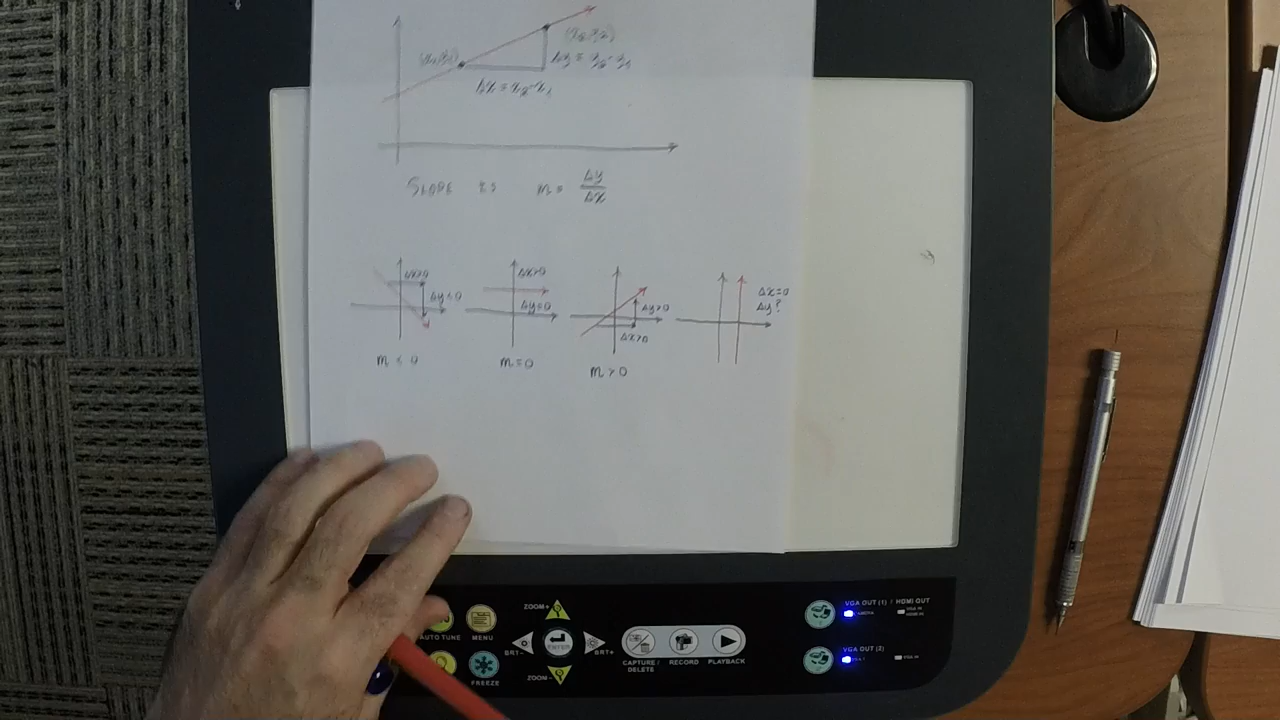 (x₂,y₂)
(x₁,y₁)
Δy = y₂-y₁
Δx = x₂-x₁
SLOPE IS m = Δy/Δx
Δx>0
Δy<0
m < 0
Δx>0
Δy=0
m = 0
Δy>0
Δx>0
m > 0
Δx=0
Δy?
AUTO TUNE
MENU
FREEZE
ZOOM+
BRT-
ENTER
BRT+
ZOOM-
CAPTURE / DELETE
RECORD
PLAYBACK
VGA OUT (1) / HDMI OUT
VGA OUT (2)